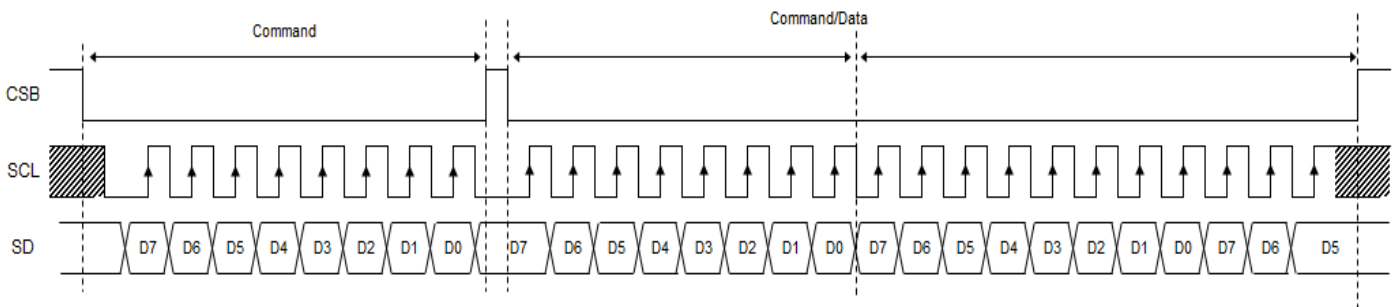 Command
Command/Data
CSB
SCL
SD D7 D6 D5 D4 D3 D2 D1 D0 D7 D6 D5 D4 D3 D2 D1 D0 D7 D6 D5 D4 D3 D2 D1 D0 D7 D6 D5